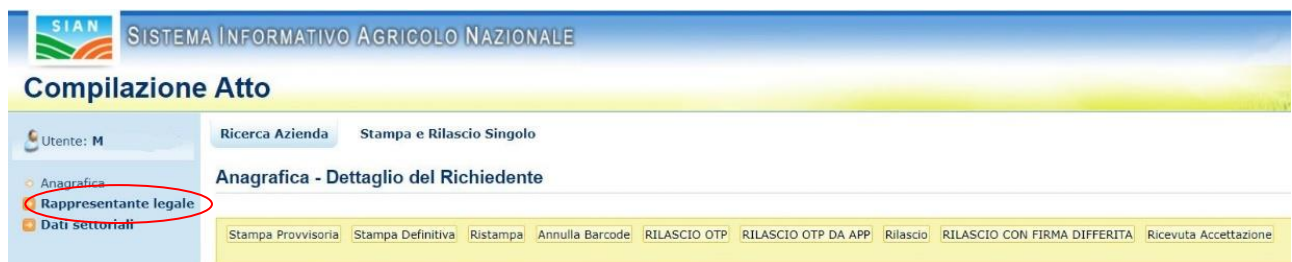 SIAN
SISTEMA INFORMATIVO AGRICOLO NAZIONALE
Compilazione Atto
Utente: M
Ricerca Azienda Stampa e Rilascio Singolo
Anagrafica
Anagrafica - Dettaglio del Richiedente
Rappresentante legale
Dati settoriali
Stampa Provvisoria Stampa Definitiva Ristampa Annulla Barcode RILASCIO OTP RILASCIO OTP DA APP Rilascio RILASCIO CON FIRMA DIFFERITA Ricevuta Accettazione